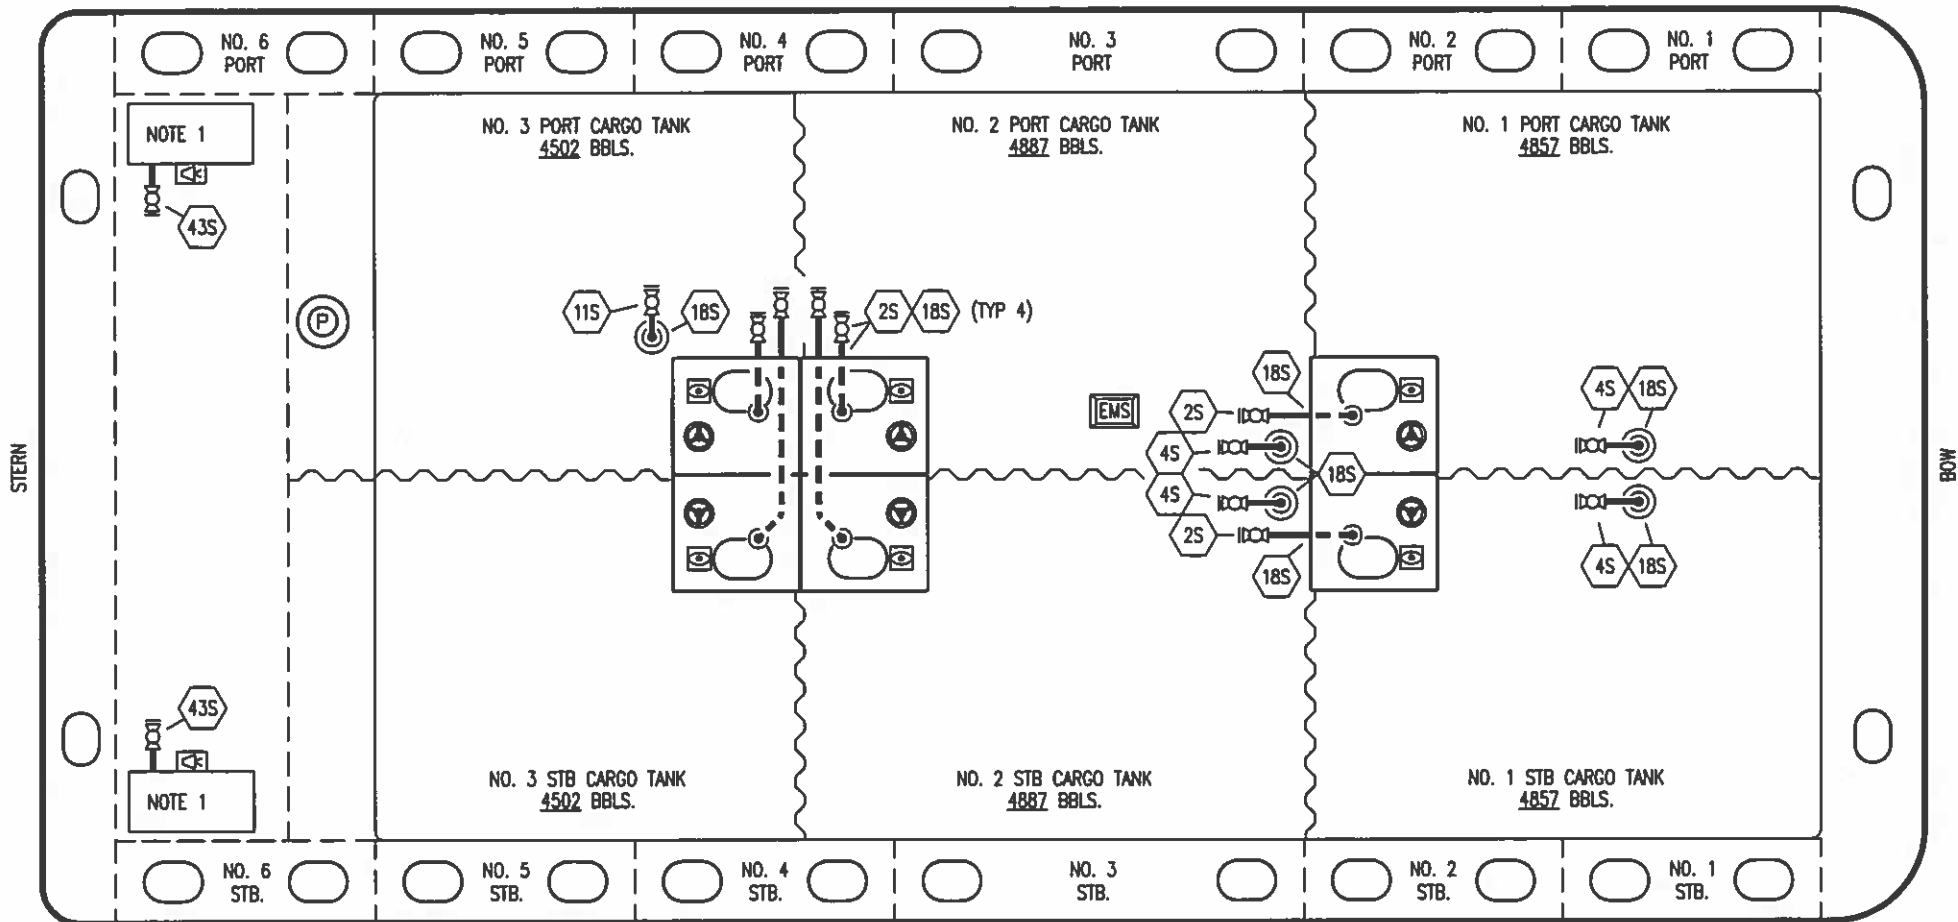 NO. 6
PORT
NO. 5
PORT
NO. 4
PORT
NO. 3
PORT
NO. 2
PORT
NO. 1
PORT
NOTE 1
NO. 3 PORT CARGO TANK
4502 BBLS.
NO. 2 PORT CARGO TANK
4887 BBLS.
NO. 1 PORT CARGO TANK
4857 BBLS.
43S
P
11S
18S
2S 18S (TYP 4)
18S
4S 18S
EMS
2S
4S
18S
4S
2S
18S
4S 18S
STERN
BOW
43S
NOTE 1
NO. 3 STB CARGO TANK
4502 BBLS.
NO. 2 STB CARGO TANK
4887 BBLS.
NO. 1 STB CARGO TANK
4857 BBLS.
NO. 6
STB.
NO. 5
STB.
NO. 4
STB.
NO. 3
STB.
NO. 2
STB.
NO. 1
STB.